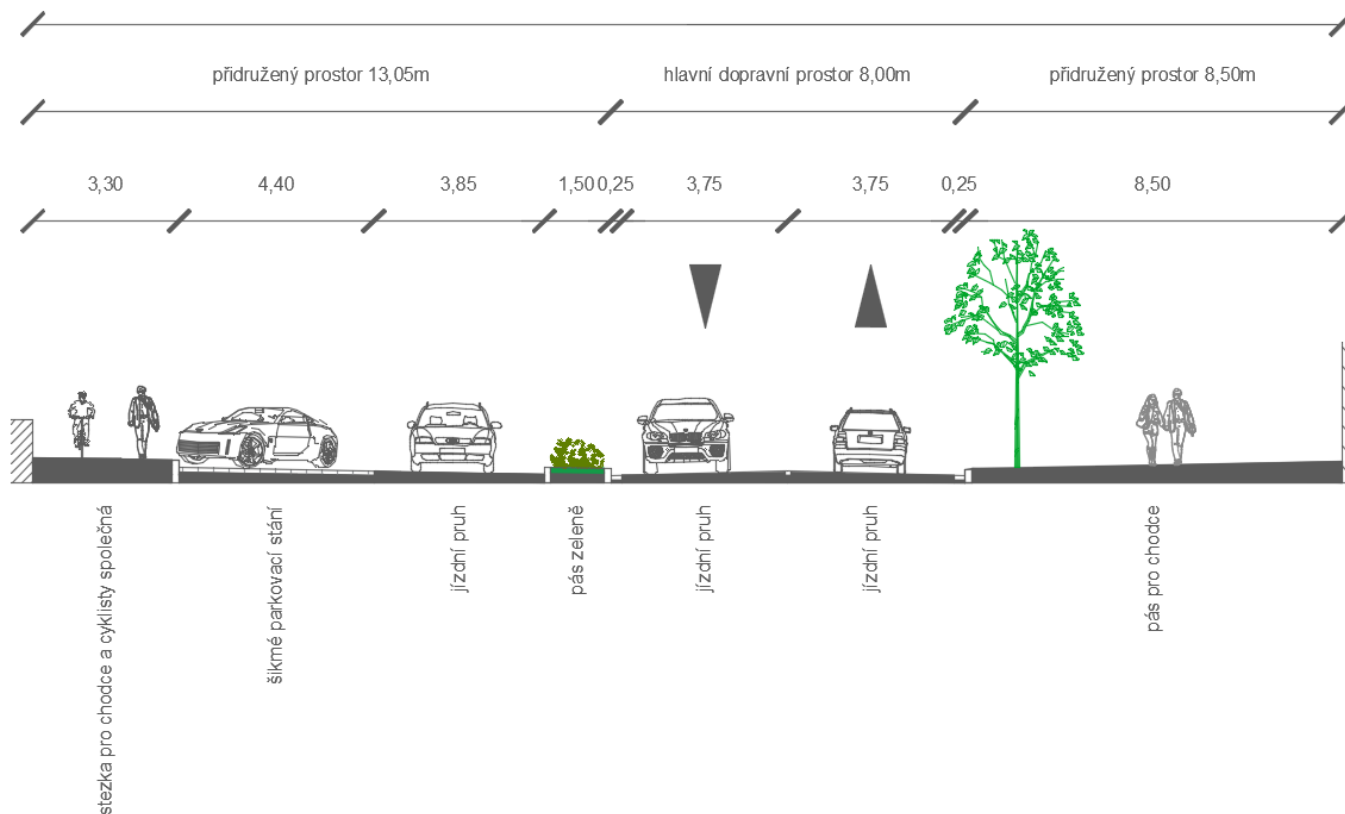 přidružený prostor 13,05m
hlavní dopravní prostor 8,00m
přidružený prostor 8,50m
3,30
4,40
3,85
1,50
0,25
3,75
3,75
0,25
8,50
stezka pro chodce a cyklisty společná
šikmé parkovací stání
jízdní pruh
pás zeleně
jízdní pruh
jízdní pruh
pás pro chodce